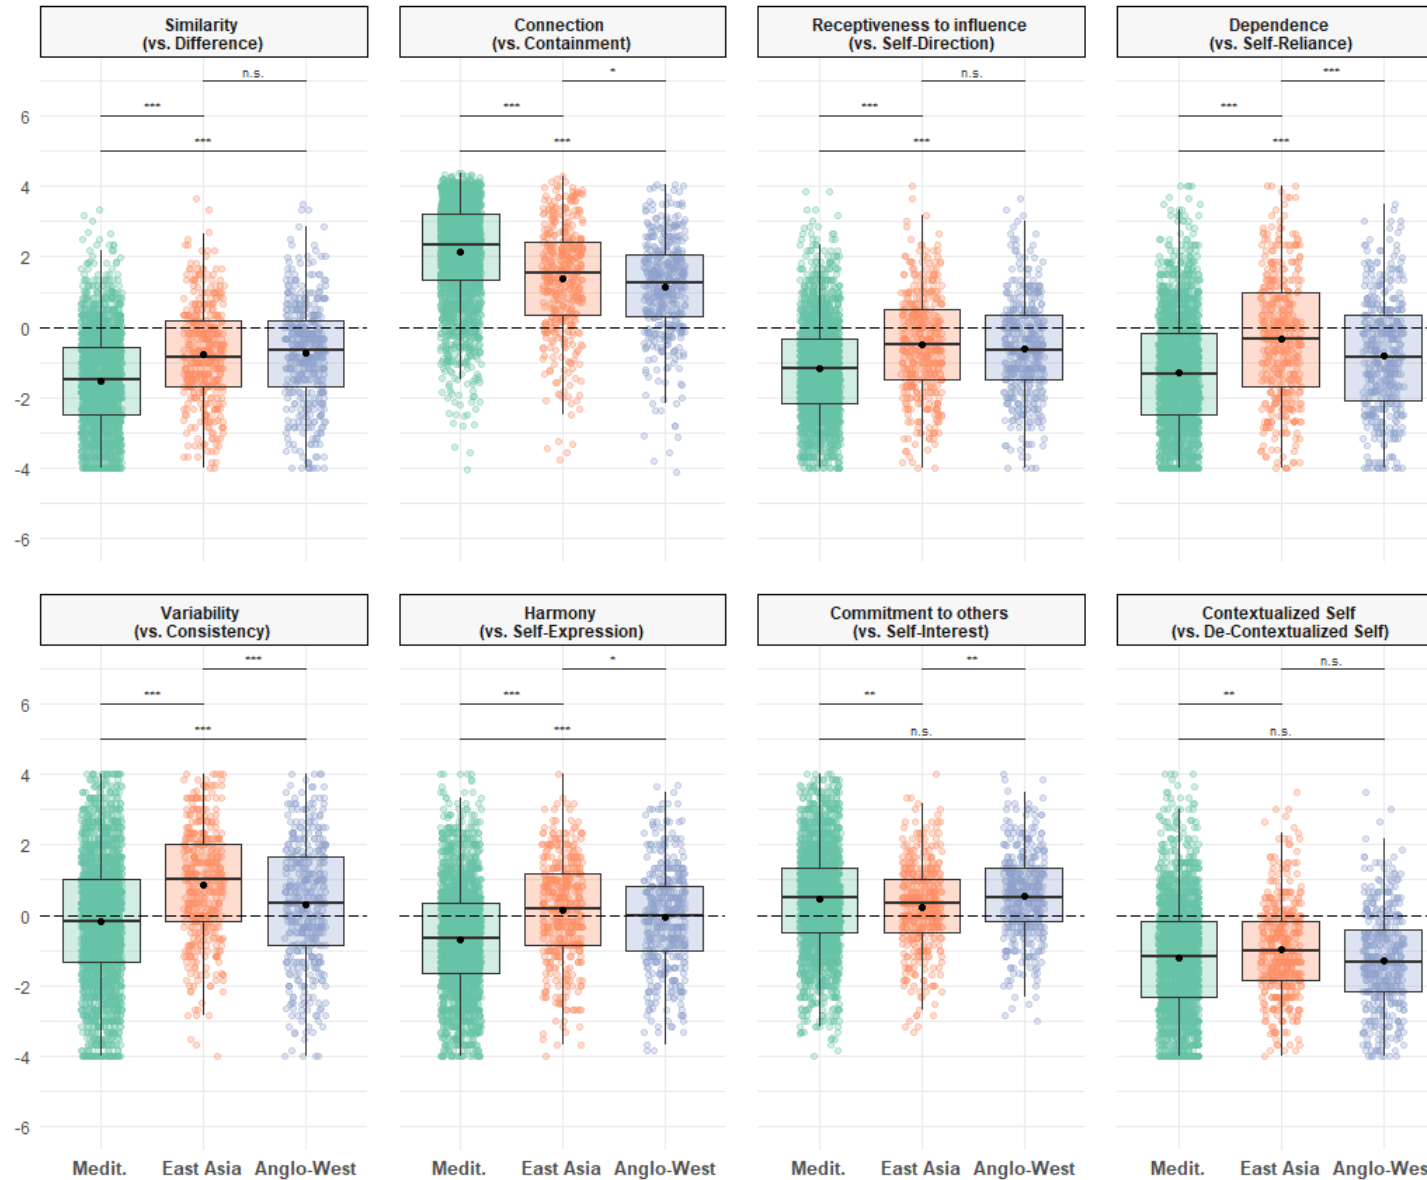 Similarity
(vs. Difference)
Connection
(vs. Containment)
Receptiveness to influence
(vs. Self-Direction)
Dependence
(vs. Self-Reliance)
n.s.
***
***
*
***
***
n.s.
***
***
***
***
***
6
4
2
0
-2
-4
-6
Variability
(vs. Consistency)
Harmony
(vs. Self-Expression)
Commitment to others
(vs. Self-Interest)
Contextualized Self
(vs. De-Contextualized Self)
***
***
***
*
***
***
**
**
n.s.
n.s.
**
n.s.
6
4
2
0
-2
-4
-6
Medit. East Asia Anglo-West
Medit. East Asia Anglo-West
Medit. East Asia Anglo-West
Medit. East Asia Anglo-Wes